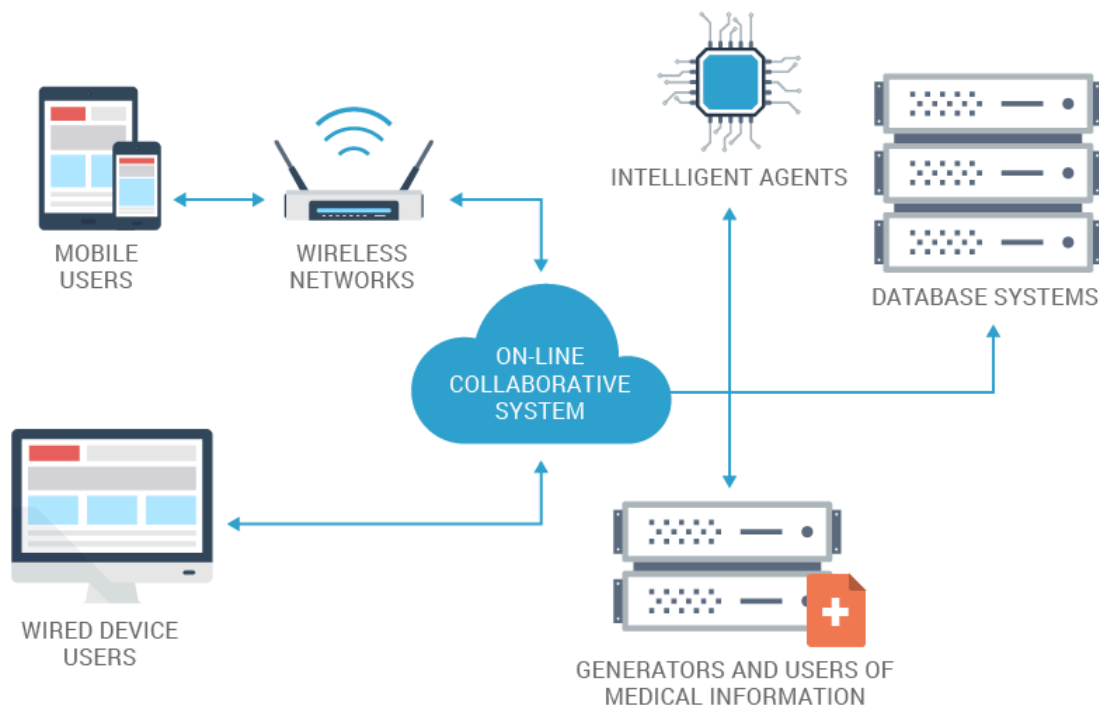 INTELLIGENT AGENTS
MOBILE
USERS
WIRELESS
NETWORKS
DATABASE SYSTEMS
ON-LINE
COLLABORATIVE
SYSTEM
WIRED DEVICE
USERS
GENERATORS AND USERS OF
MEDICAL INFORMATION